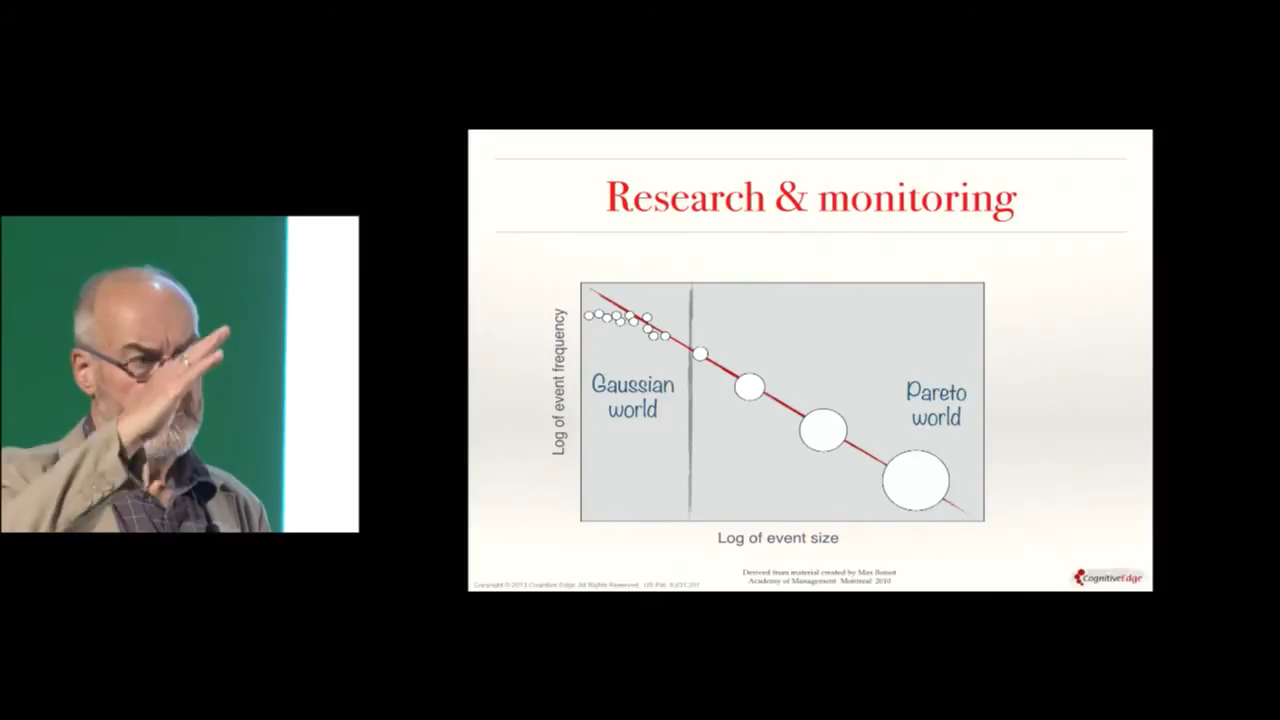 Research & monitoring
Log of event frequency
Gaussian
world
Pareto
world
Log of event size
Derived from material created by Max Boisot
Academy of Management Montreal 2010
Copyright © 2013 Cognitive Edge. All Rights Reserved.
CognitiveEdge